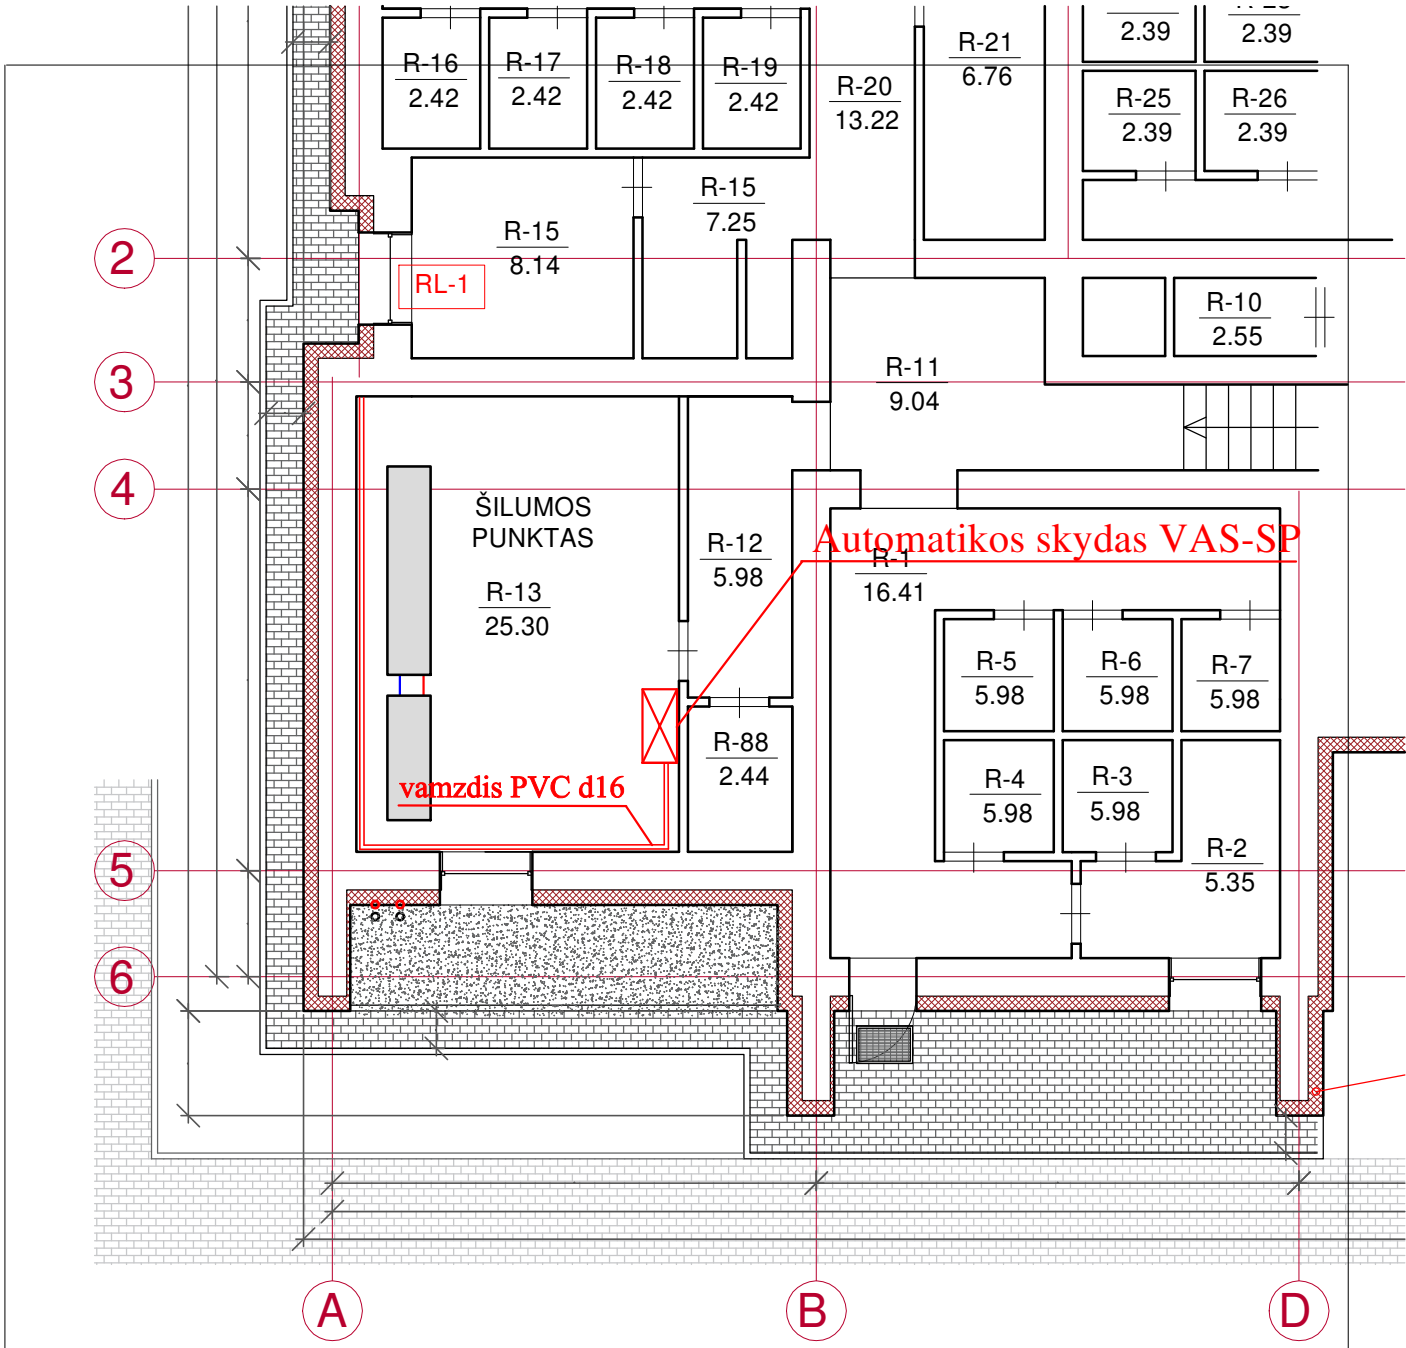 2.39
2.39
R-16
2.42
R-17
2.42
R-18
2.42
R-19
2.42
R-20
13.22
R-21
6.76
R-25
2.39
R-26
2.39
R-15
8.14
R-15
7.25
2
RL-1
R-10
2.55
3
R-11
9.04
4
ŠILUMOS
PUNKTAS
R-13
25.30
R-12
5.98
Automatikos skydas VAS-SP
R-1
16.41
R-5
5.98
R-6
5.98
R-7
5.98
R-88
2.44
vamzdis PVC d16
R-4
5.98
R-3
5.98
R-2
5.35
5
6
A
B
D